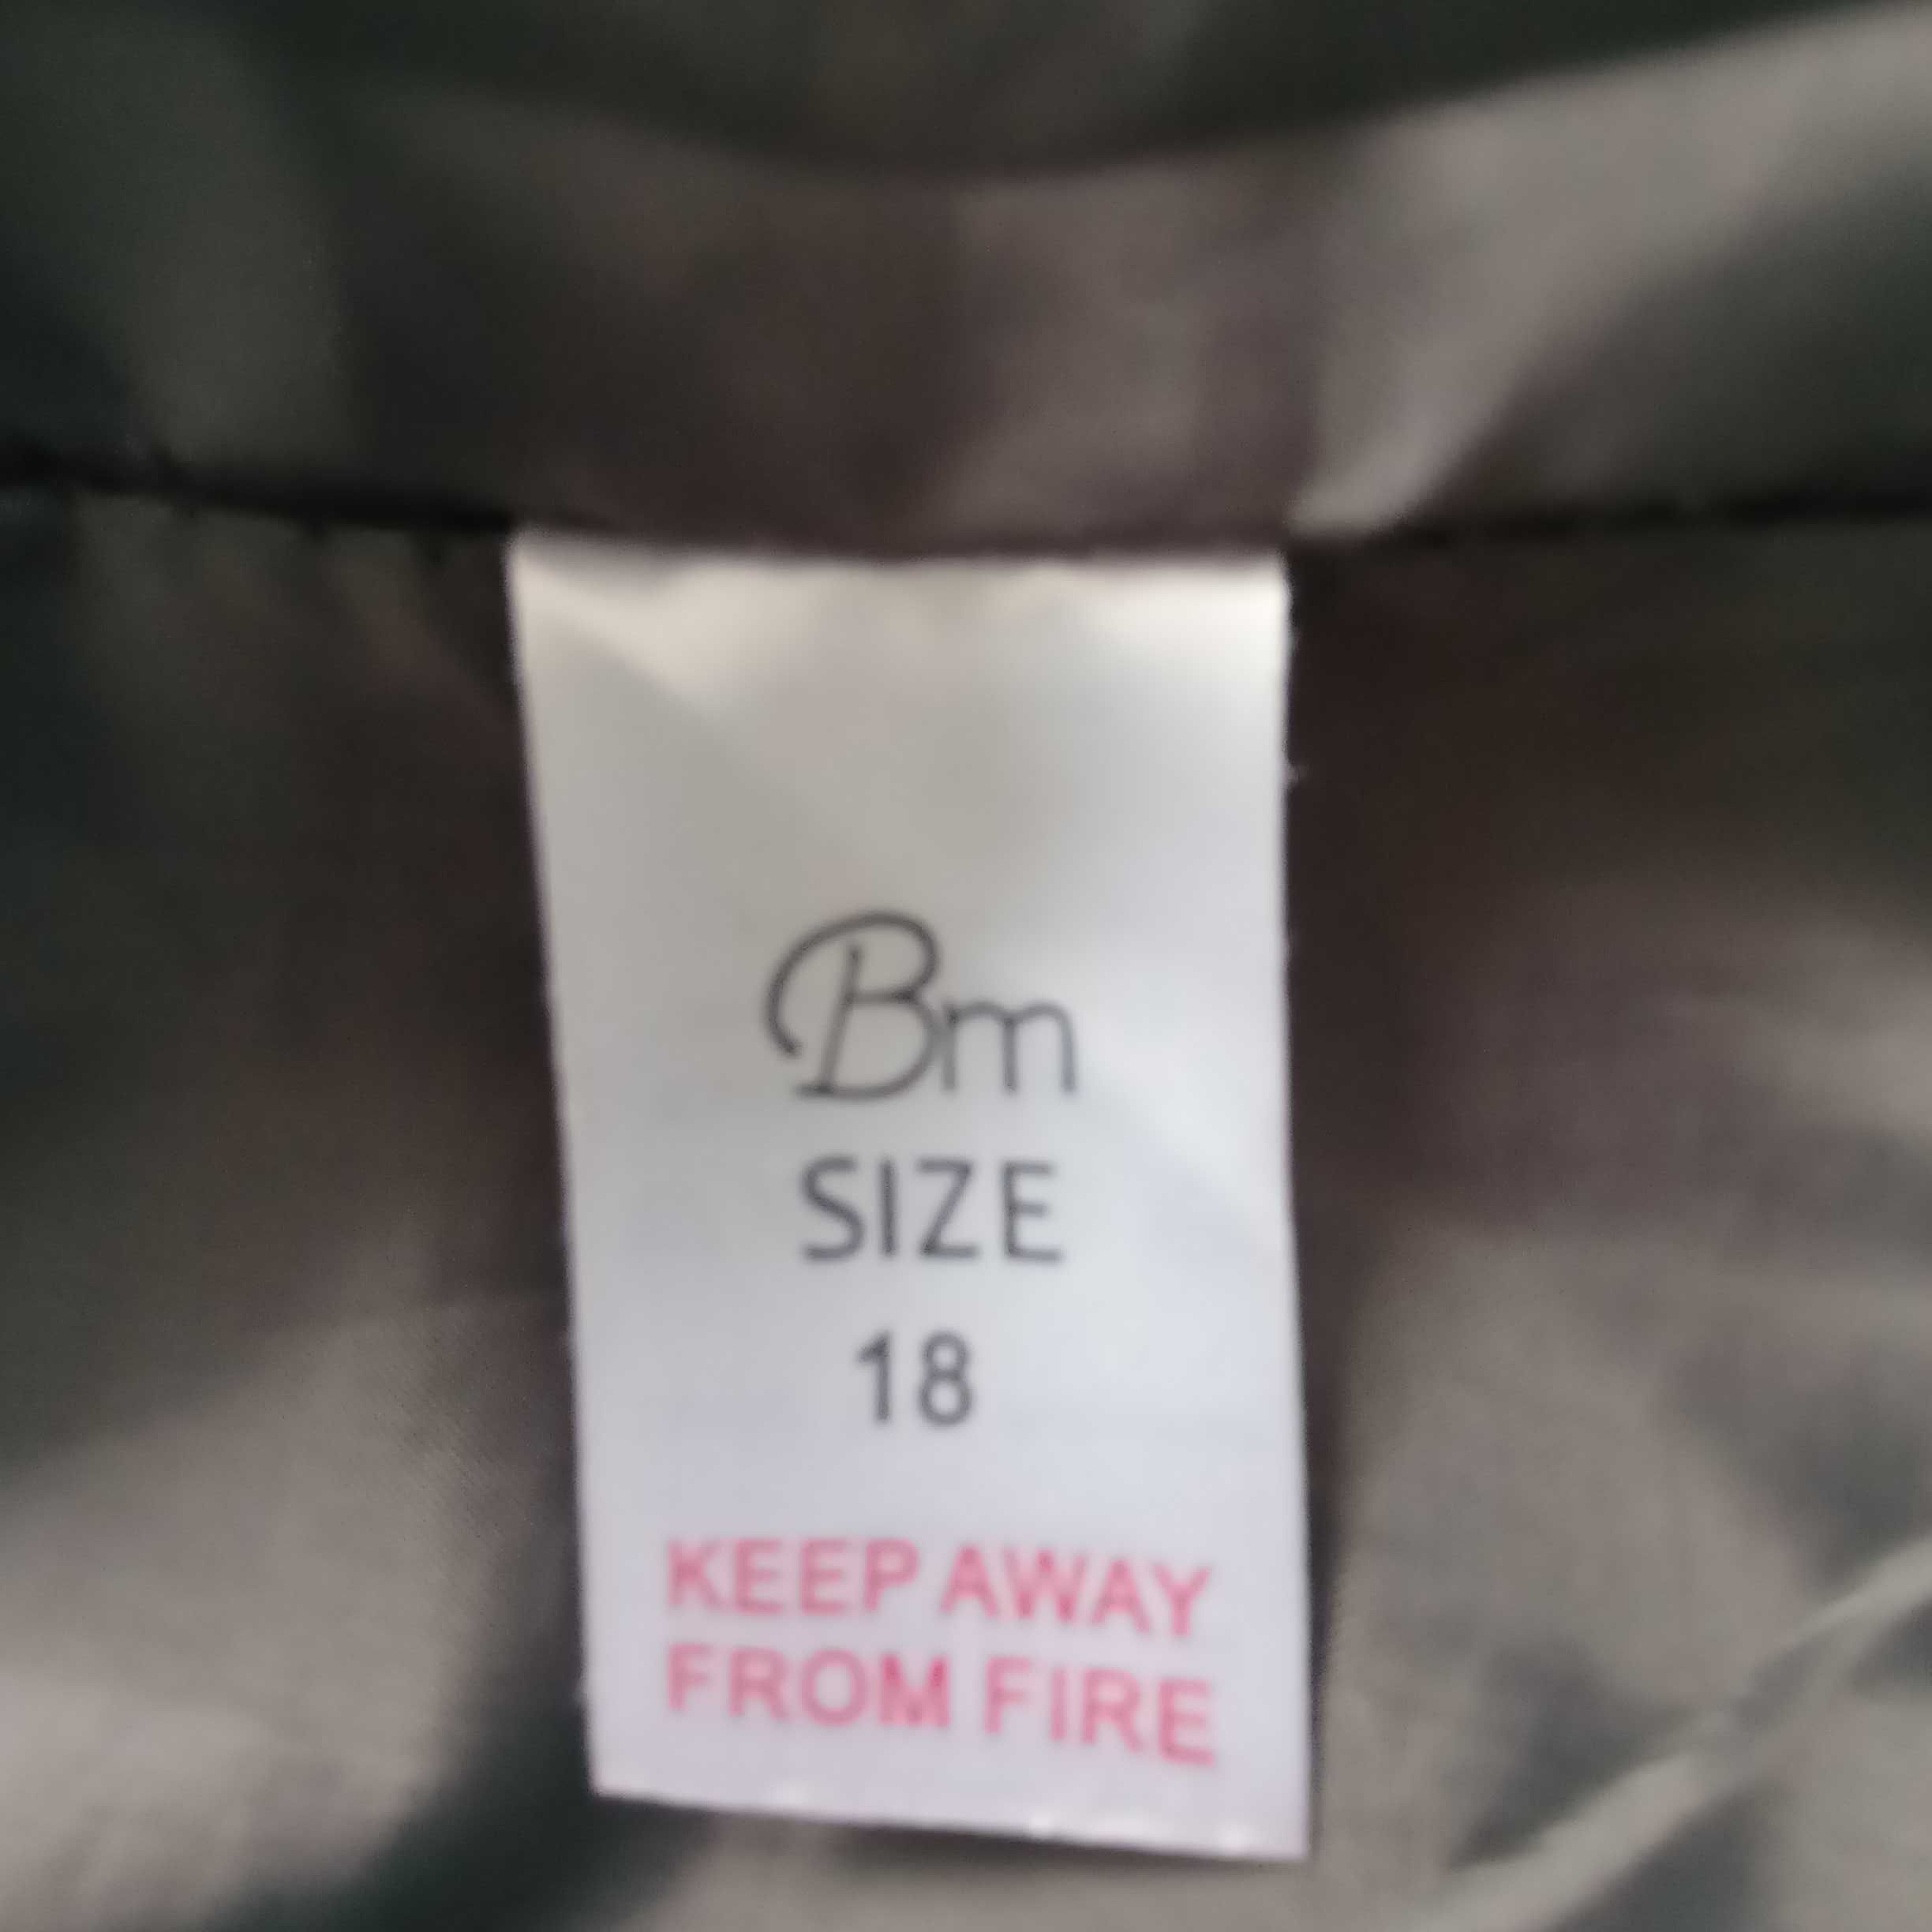 Bm
SIZE
18
KEEP AWAY
FROM FIRE